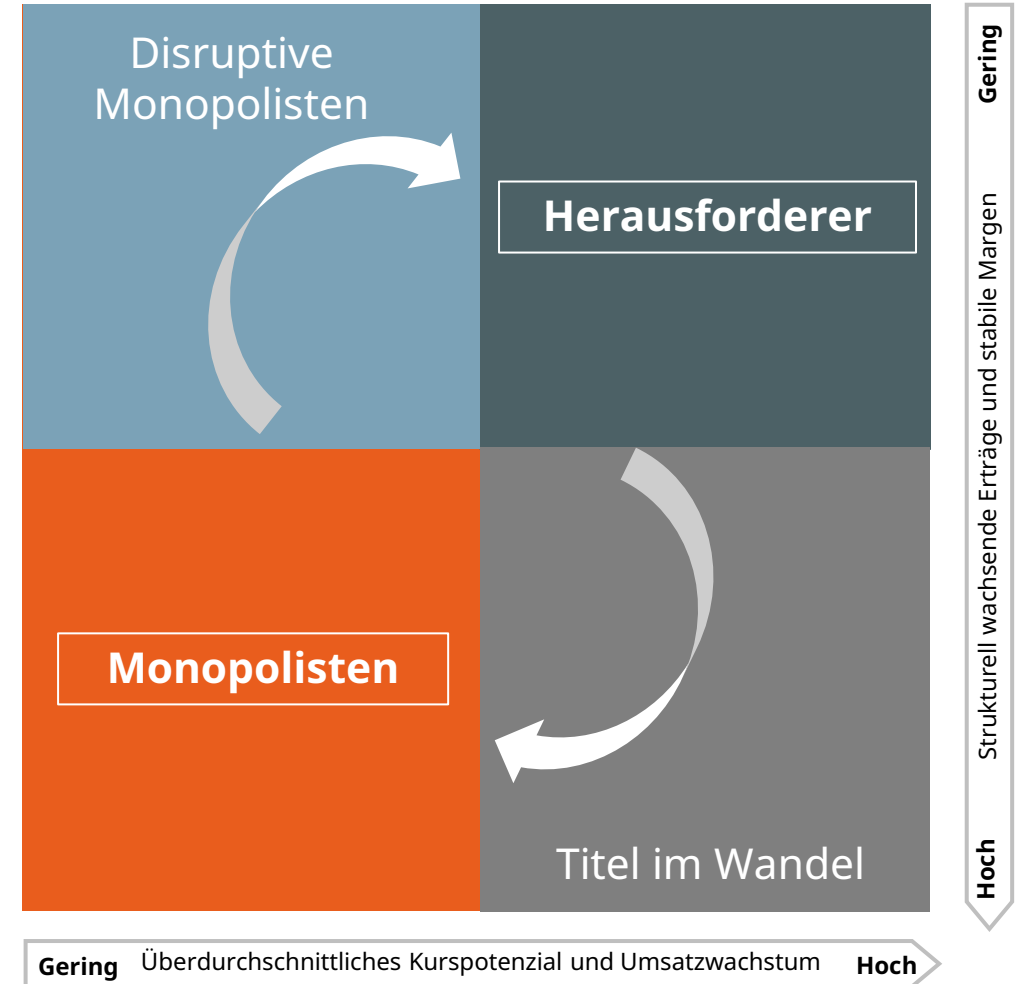 Disruptive
Monopolisten
Herausforderer
Monopolisten
Titel im Wandel
Gering
Strukturell wachsende Erträge und stabile Margen
Hoch
Gering Überdurchschnittliches Kurspotenzial und Umsatzwachstum Hoch